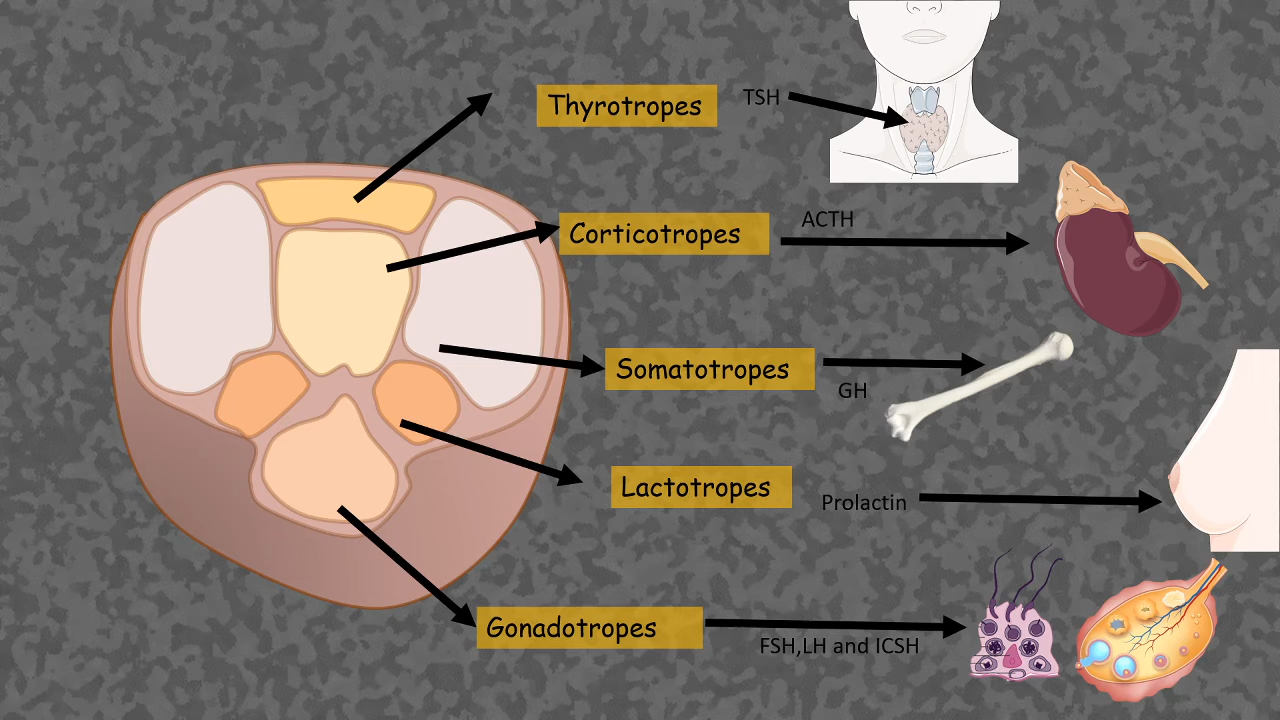 Thyrotropes
TSH
Corticotropes
ACTH
Somatotropes
GH
Lactotropes
Prolactin
Gonadotropes
FSH,LH and ICSH